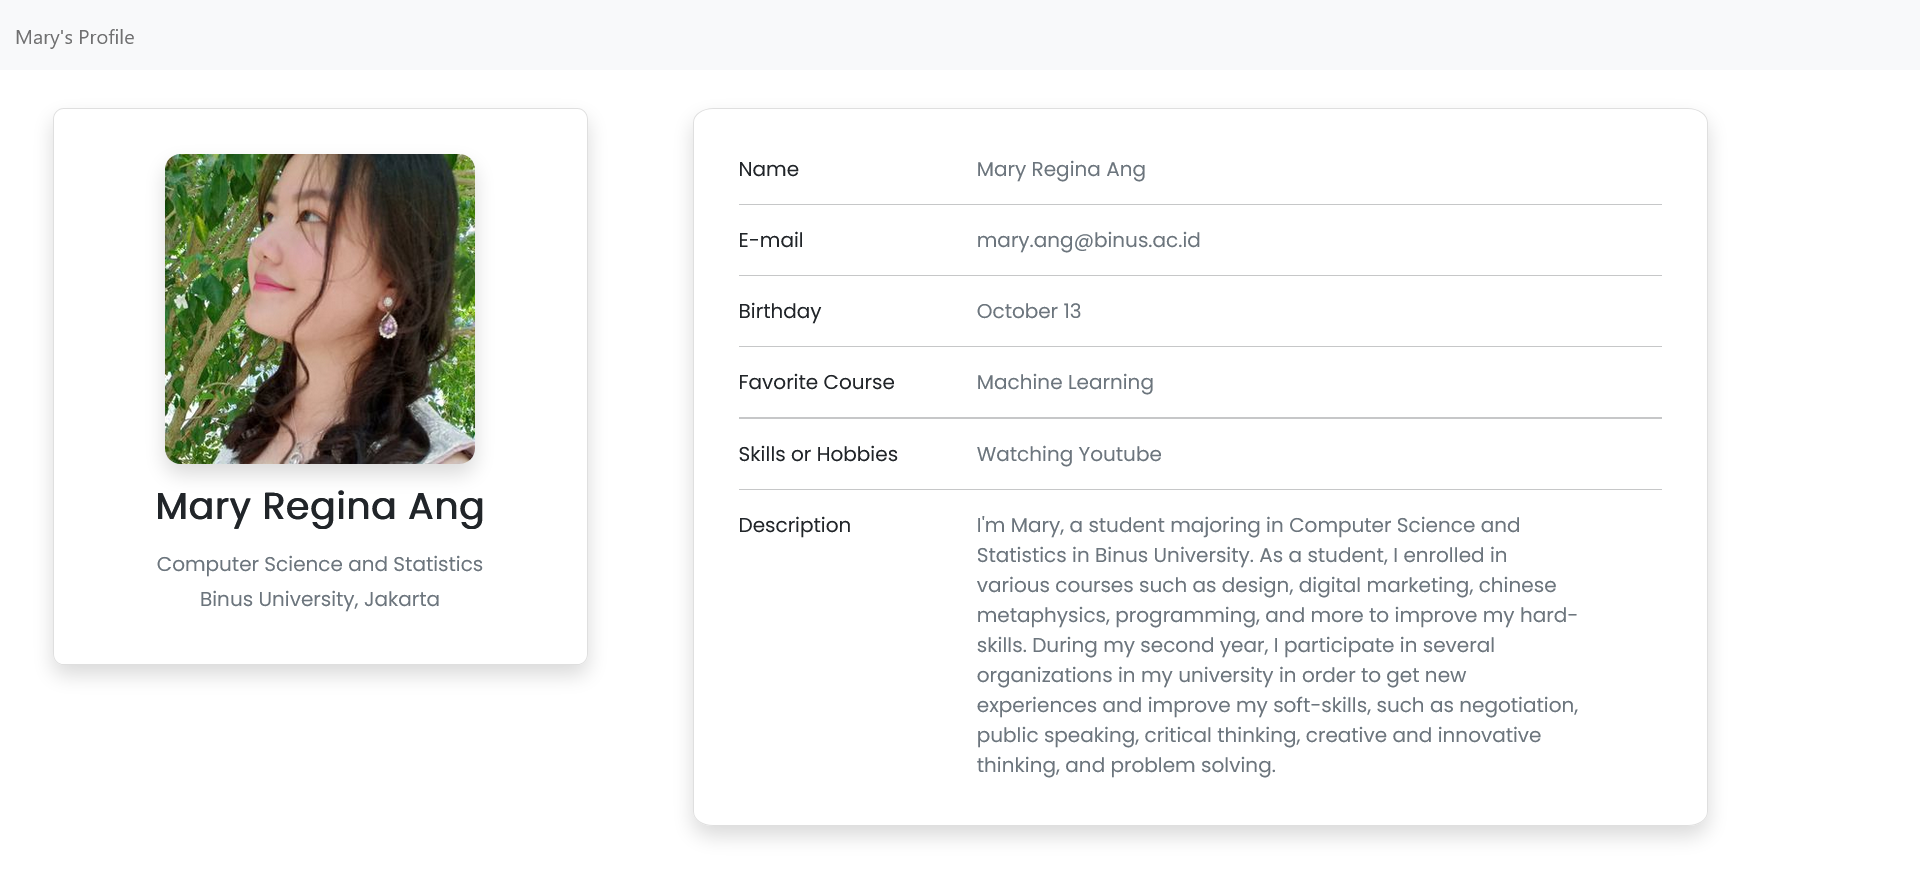 Mary's Profile
Mary Regina Ang
Computer Science and Statistics
Binus University, Jakarta
Name Mary Regina Ang
E-mail mary.ang@binus.ac.id
Birthday October 13
Favorite Course Machine Learning
Skills or Hobbies Watching Youtube
Description I'm Mary, a student majoring in Computer Science and
Statistics in Binus University. As a student, I enrolled in
various courses such as design, digital marketing, chinese
metaphysics, programming, and more to improve my hard-
skills. During my second year, I participate in several
organizations in my university in order to get new
experiences and improve my soft-skills, such as negotiation,
public speaking, critical thinking, creative and innovative
thinking, and problem solving.